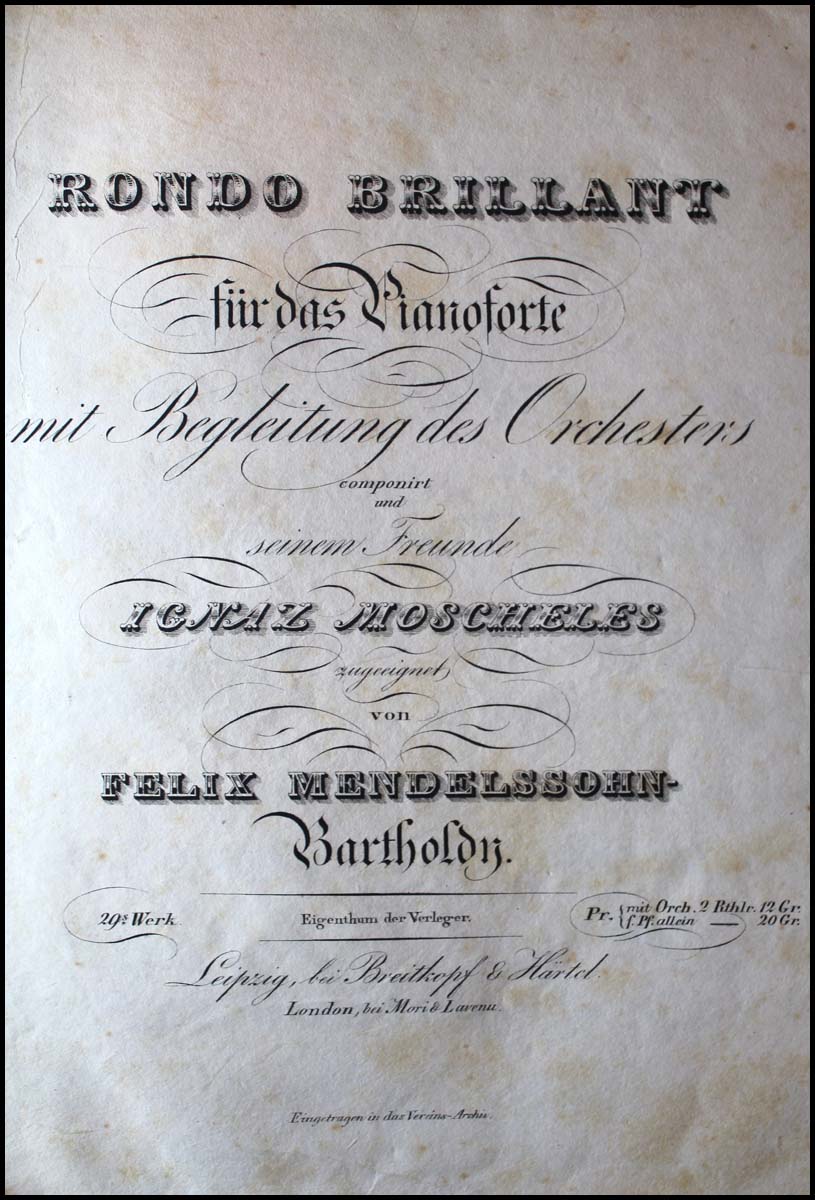 RONDO BRILLANT
für das Pianoforte
mit Begleitung des Orchesters
componirt
und
seinem Freunde
IGNAZ MOSCHELES
zugeeignet
von
FELIX MENDELSSOHN-
Bartholdy.
29s Werk.
Eigenthum der Verleger.
Pr. { mit Orch. 2 Rthlr. 12 Gr.
f. Pf. allein — 20 Gr.
Leipzig, bei Breitkopf & Härtel.
London, bei Mori & Lavenu.
Eingetragen in das Vereins-Archiv.